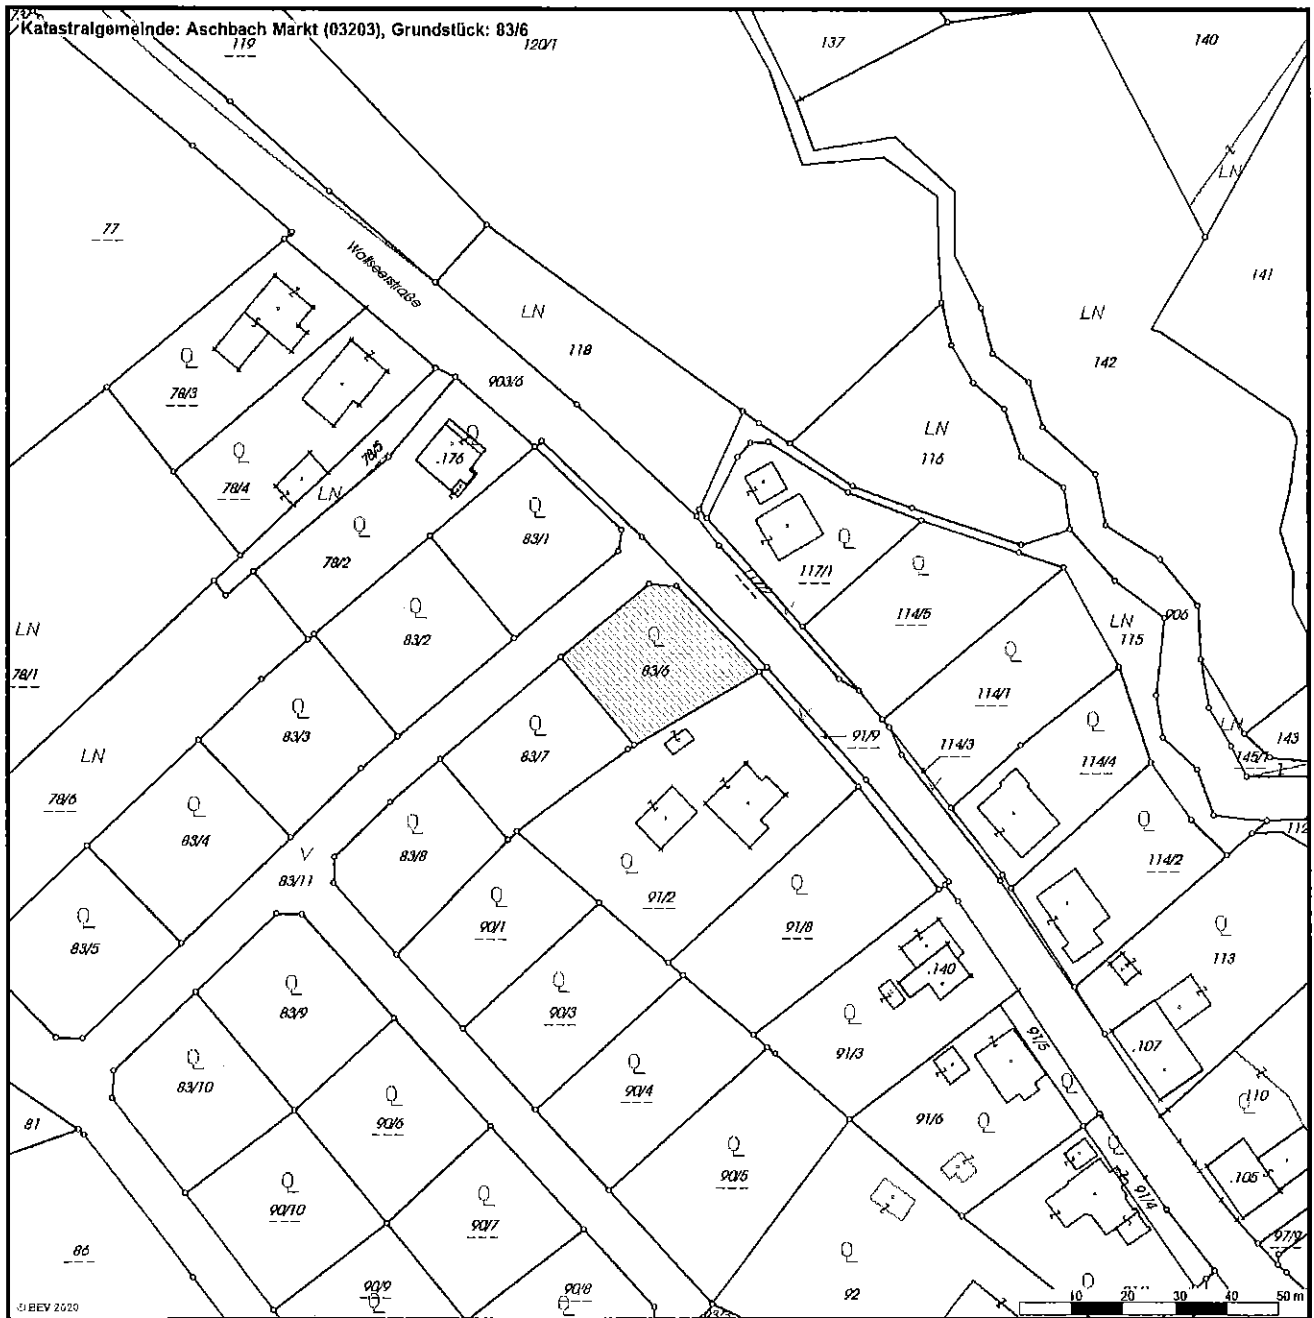 Katastralgemeinde: Aschbach Markt (03203), Grundstück: 83/6
119
120/1
137
140
LN
77
Wallseerstraße
141
LN
118
LN
142
Q
78/3
903/6
Q
78/4
78/5
LN
Q
.176
LN
116
Q
78/2
Q
83/1
Q
117/1
Q
114/5
LN
78/1
Q
83/2
Q
83/6
LN
115
906
Q
114/1
Q
83/3
Q
83/7
91/9
114/3
Q
114/4
LN
143
145/1
LN
78/6
Q
83/4
V
83/11
Q
83/8
112
Q
114/2
Q
91/2
Q
91/8
Q
83/5
Q
90/1
Q
113
.140
Q
83/9
Q
90/3
Q
91/3
91/5
.107
Q
83/10
Q
90/4
Q
110
Q
81
Q
90/6
91/6
Q
Q
90/5
Q
91/4
.105
Q
90/10
Q
90/7
97/9
86
Q
92
90/9
Q
90/8
Q
Q
© BEV 2020
10 20 30 40 50 m